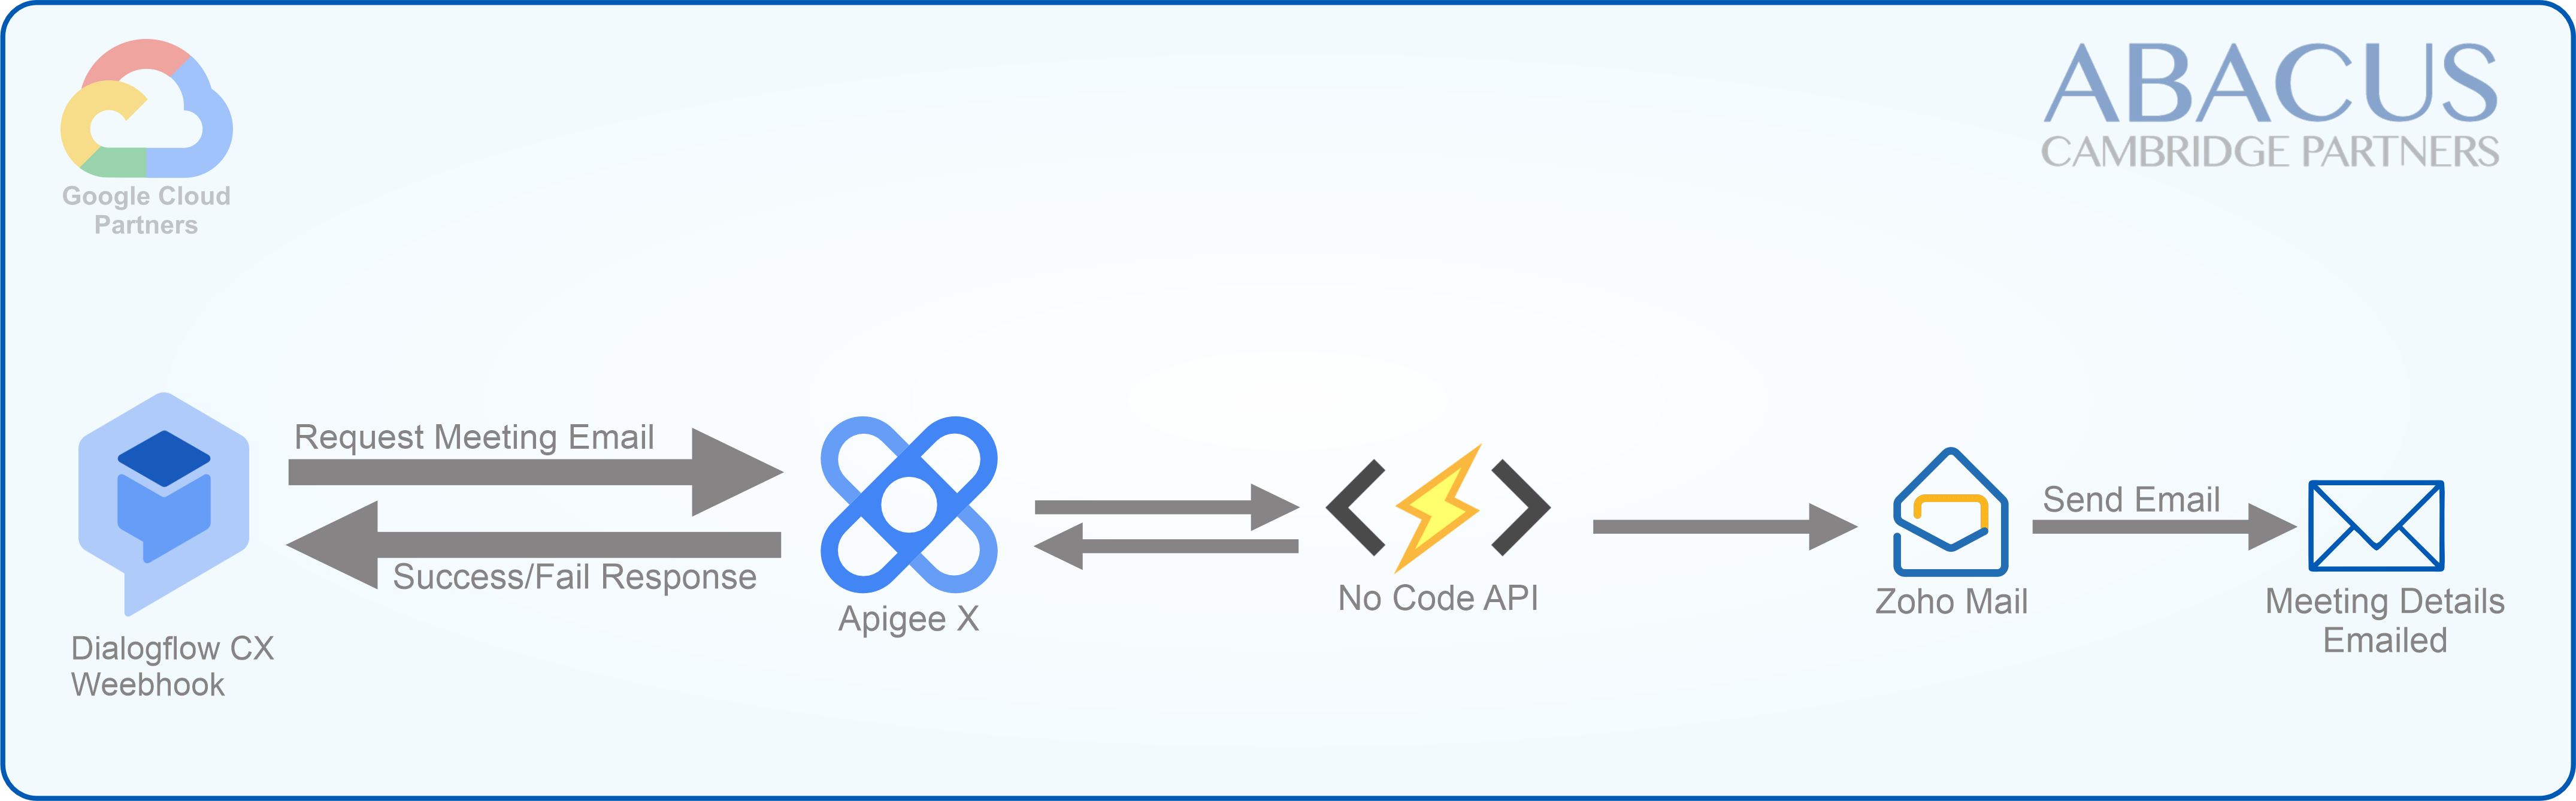 Google Cloud
Partners
ABACUS
CAMBRIDGE PARTNERS
Request Meeting Email
Success/Fail Response
Send Email
Dialogflow CX
Weebhook
Apigee X
No Code API
Zoho Mail
Meeting Details
Emailed